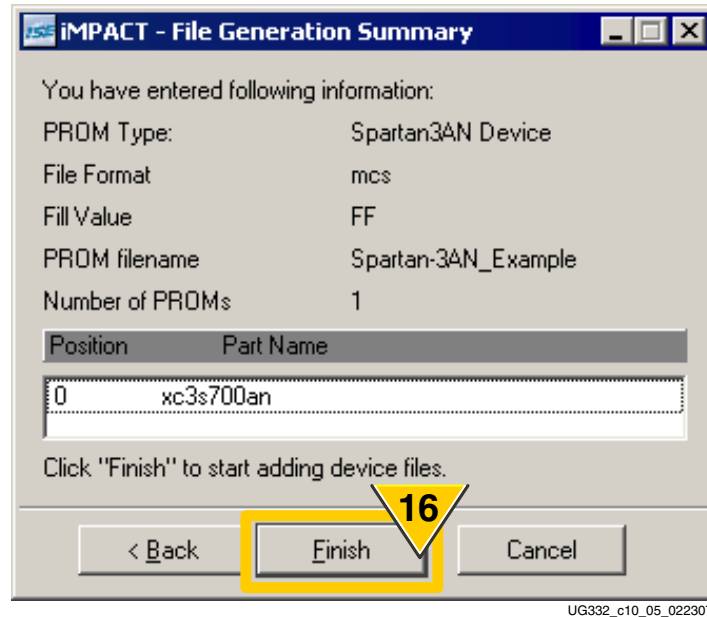 ISE iMPACT - File Generation Summary
You have entered following information:
PROM Type: Spartan3AN Device
File Format mcs
Fill Value FF
PROM filename Spartan-3AN_Example
Number of PROMs 1
Position Part Name
0 xc3s700an
Click "Finish" to start adding device files.
16
< Back Finish Cancel
UG332_c10_05_022307